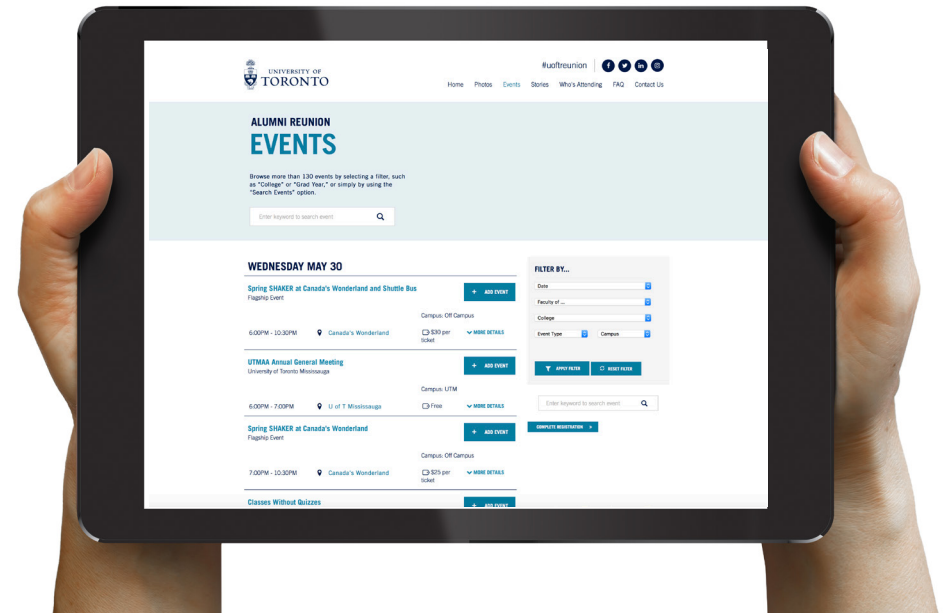 UNIVERSITY OF
TORONTO
#uoftreunion
Home Photos Events Stories Who's Attending FAQ Contact Us
ALUMNI REUNION
EVENTS
Browse more than 130 events by selecting a filter, such
as "College" or "Grad Year," or simply by using the
"Search Events" option.
Enter keyword to search event
WEDNESDAY MAY 30
Spring SHAKER at Canada's Wonderland and Shuttle Bus
Flagship Event
+ ADD EVENT
Campus: Off Campus
6:00PM - 10:30PM Canada's Wonderland $30 per
ticket
MORE DETAILS
UTMAA Annual General Meeting
University of Toronto Mississauga
+ ADD EVENT
Campus: UTM
6:00PM - 7:00PM U of T Mississauga Free MORE DETAILS
Spring SHAKER at Canada's Wonderland
Flagship Event
+ ADD EVENT
Campus: Off Campus
7:00PM - 10:30PM Canada's Wonderland $25 per
ticket
MORE DETAILS
Classes Without Quizzes
+ ADD EVENT
FILTER BY...
Date
Faculty of ...
College
Event Type Campus
APPLY FILTER RESET FILTER
Enter keyword to search event
COMPLETE REGISTRATION